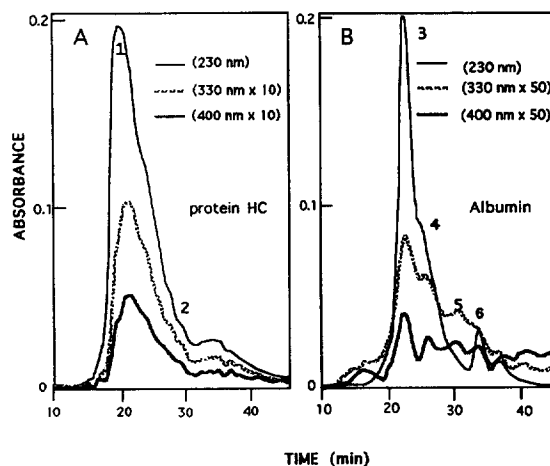 0.2
0.1
0
ABSORBANCE
A
1
2
(230 nm)
(330 nm x 10)
(400 nm x 10)
protein HC
10
20
30
40
0.2
0.1
0
B
3
4
5
6
(230 nm)
(330 nm x 50)
(400 nm x 50)
Albumin
10
20
30
40
TIME (min)